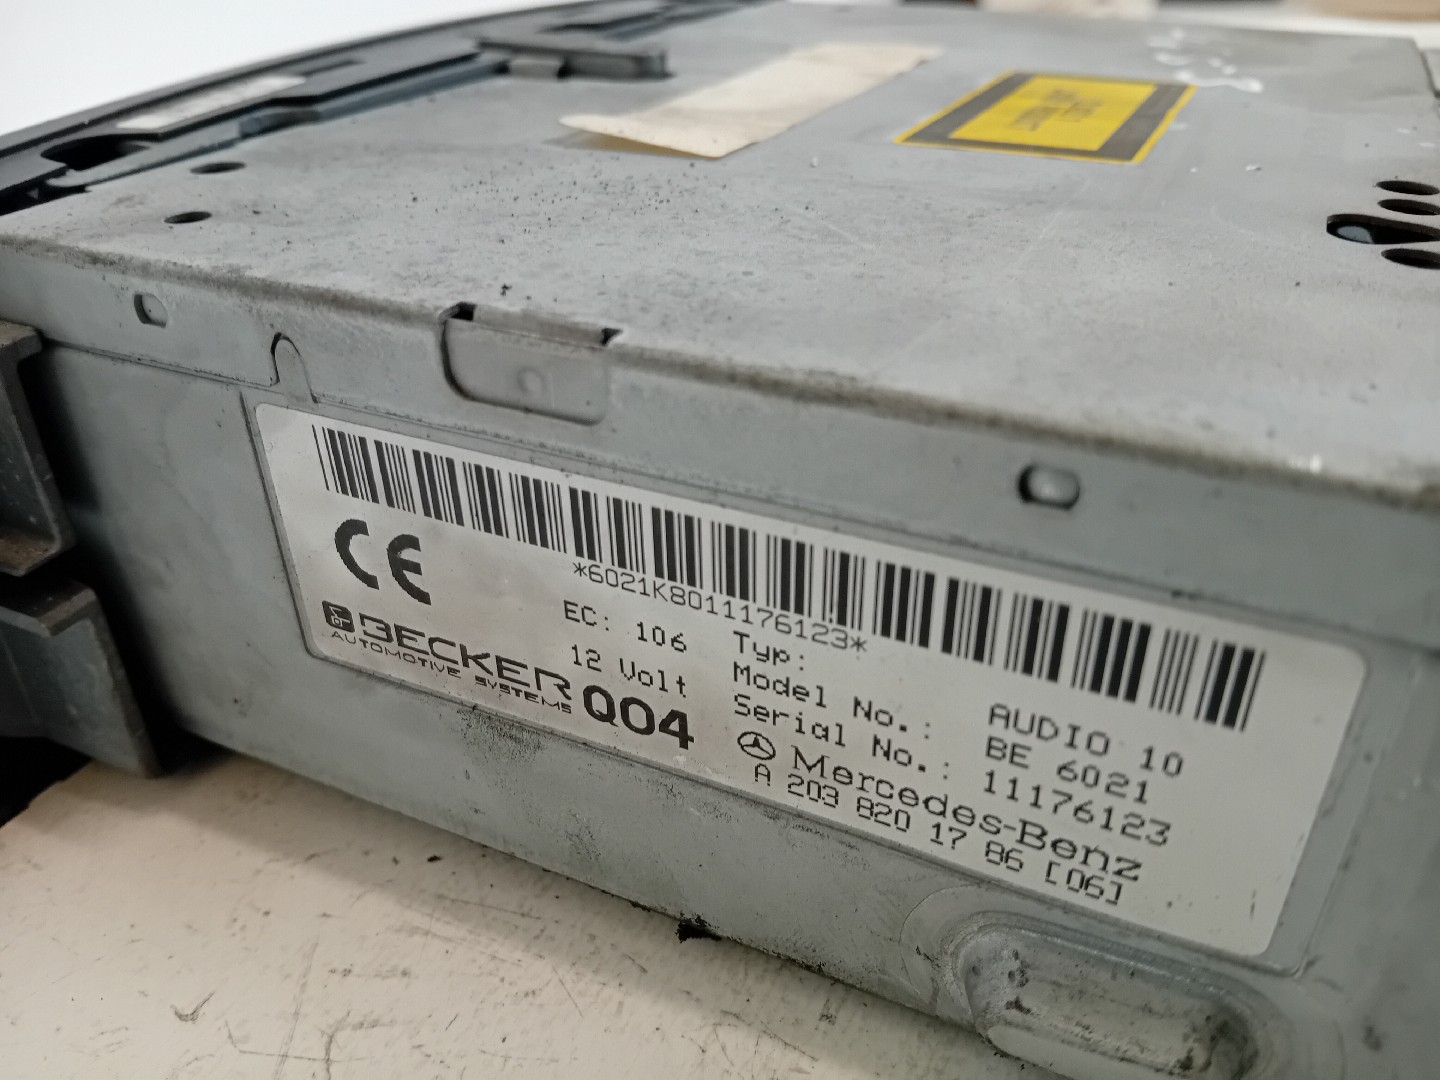 *6021K8011176123*
CE
EC: 106
Typ: AUDIO 10
BECKER
12 Volt
Model No.: BE 6021
AUTOMOTIVE SYSTEMS
Q04
Serial No.: 11176123
Mercedes-Benz
A 203 820 17 86 [06]